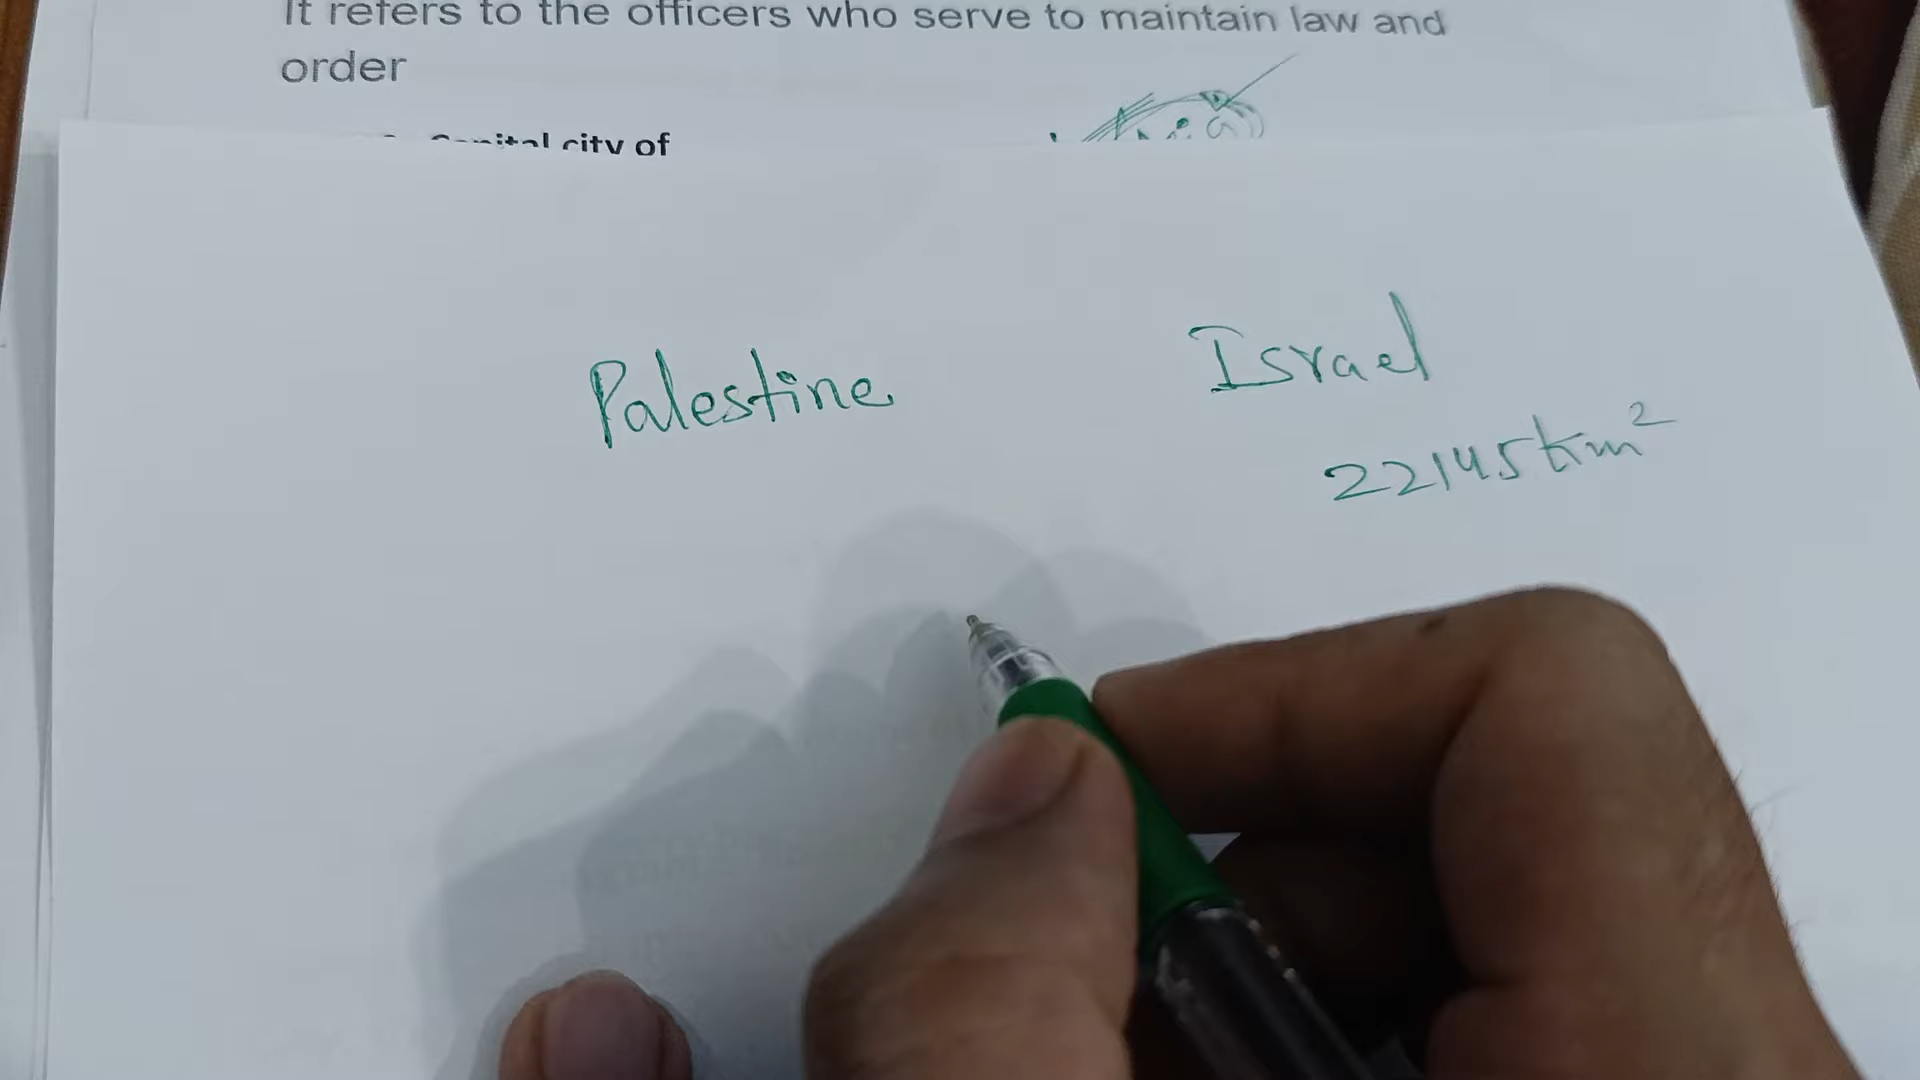 It refers to the officers who serve to maintain law and
order
Capital city of
Palestine
Israel
22145km²